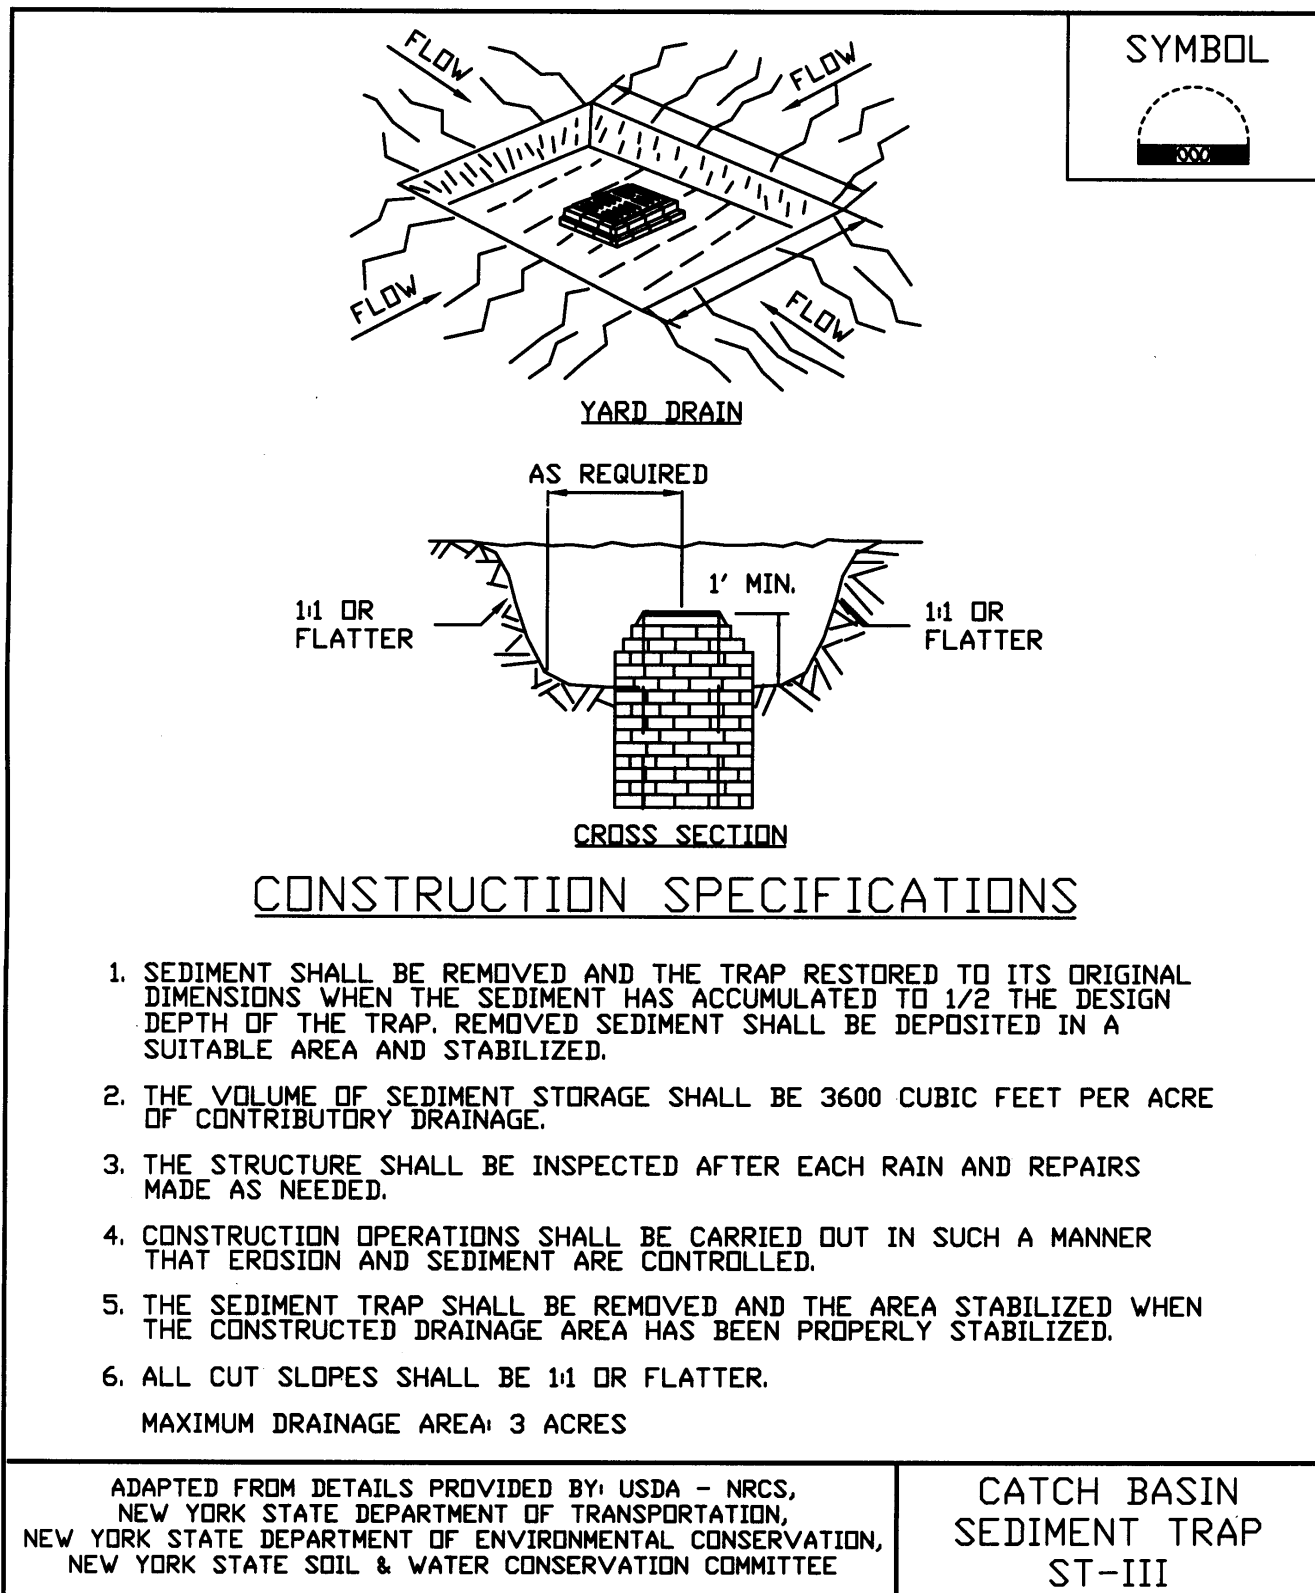 SYMBOL
FLOW
FLOW
FLOW
FLOW
YARD DRAIN
AS REQUIRED
1' MIN.
1:1 OR
FLATTER
1:1 OR
FLATTER
CROSS SECTION
CONSTRUCTION SPECIFICATIONS
1. SEDIMENT SHALL BE REMOVED AND THE TRAP RESTORED TO ITS ORIGINAL
DIMENSIONS WHEN THE SEDIMENT HAS ACCUMULATED TO 1/2 THE DESIGN
DEPTH OF THE TRAP. REMOVED SEDIMENT SHALL BE DEPOSITED IN A
SUITABLE AREA AND STABILIZED.
2. THE VOLUME OF SEDIMENT STORAGE SHALL BE 3600 CUBIC FEET PER ACRE
OF CONTRIBUTORY DRAINAGE.
3. THE STRUCTURE SHALL BE INSPECTED AFTER EACH RAIN AND REPAIRS
MADE AS NEEDED.
4. CONSTRUCTION OPERATIONS SHALL BE CARRIED OUT IN SUCH A MANNER
THAT EROSION AND SEDIMENT ARE CONTROLLED.
5. THE SEDIMENT TRAP SHALL BE REMOVED AND THE AREA STABILIZED WHEN
THE CONSTRUCTED DRAINAGE AREA HAS BEEN PROPERLY STABILIZED.
6. ALL CUT SLOPES SHALL BE 1:1 OR FLATTER.
MAXIMUM DRAINAGE AREA: 3 ACRES
ADAPTED FROM DETAILS PROVIDED BY: USDA - NRCS,
NEW YORK STATE DEPARTMENT OF TRANSPORTATION,
NEW YORK STATE DEPARTMENT OF ENVIRONMENTAL CONSERVATION,
NEW YORK STATE SOIL & WATER CONSERVATION COMMITTEE
CATCH BASIN
SEDIMENT TRAP
ST-III